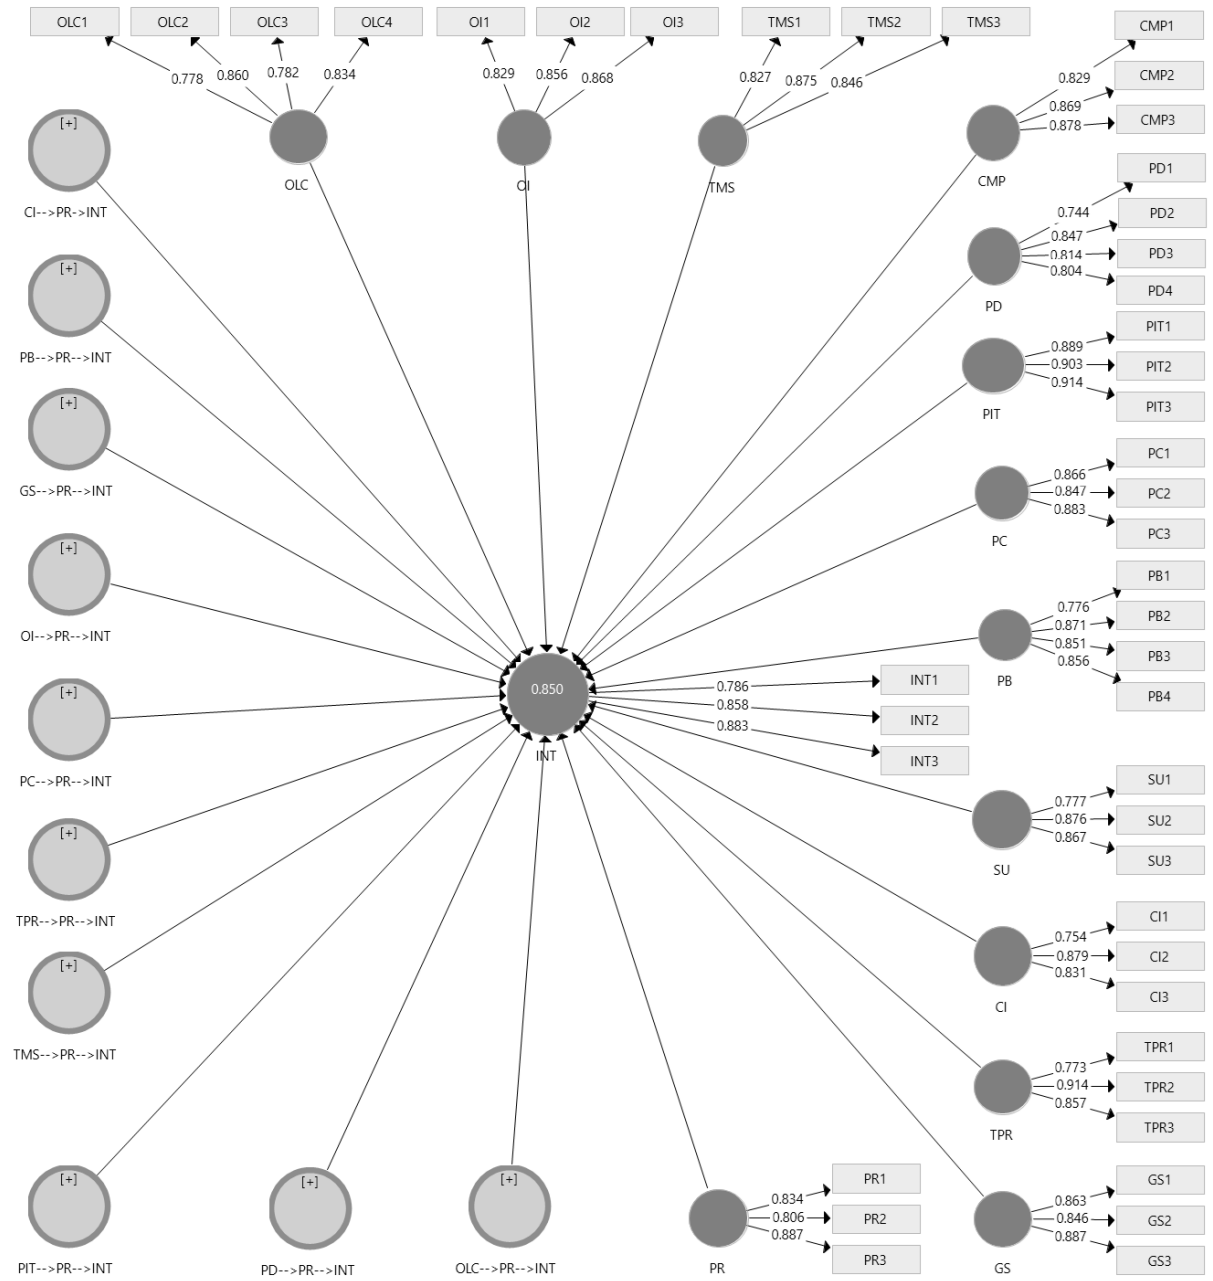 OLC1 OLC2 OLC3 OLC4 OI1 OI2 OI3 TMS1 TMS2 TMS3 CMP1
0.778 0.860 0.782 0.834 0.829 0.856 0.868 0.827 0.875 0.846 0.829
CMP2
0.869
0.878 CMP3
[+]
CI-->PR->INT
OLC
OI
TMS
CMP
PD1
0.744
PD2
0.847
0.814 PD3
0.804
PD4
PD
[+]
PB-->PR-->INT
PIT1
0.889
0.903 PIT2
0.914
PIT3
PIT
[+]
GS-->PR-->INT
PC1
0.866
0.847 PC2
0.883
PC3
PC
[+]
OI-->PR-->INT
PB1
0.776
PB2
0.871
0.851
PB3
0.856
PB4
PB
0.850
INT
0.786 INT1
0.858 INT2
0.883
INT3
[+]
PC-->PR-->INT
SU1
0.777
0.876 SU2
0.867
SU3
SU
[+]
TPR-->PR-->INT
CI1
0.754
0.879 CI2
0.831
CI3
CI
[+]
TMS-->PR-->INT
TPR1
0.773
0.914 TPR2
0.857
TPR3
TPR
[+]
PIT-->PR-->INT
[+]
PD-->PR-->INT
[+]
OLC-->PR-->INT
PR1
0.834
0.806 PR2
0.887
PR3
PR
GS1
0.863
0.846 GS2
0.887
GS3
GS